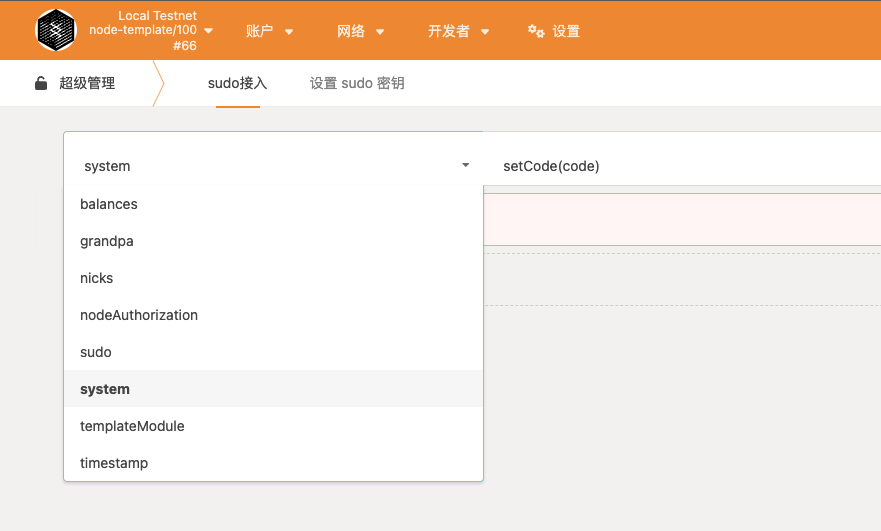 Local Testnet
node-template/100
#66
账户
网络
开发者
设置
超级管理
sudo接入
设置 sudo 密钥
system
setCode(code)
balances
grandpa
nicks
nodeAuthorization
sudo
system
templateModule
timestamp